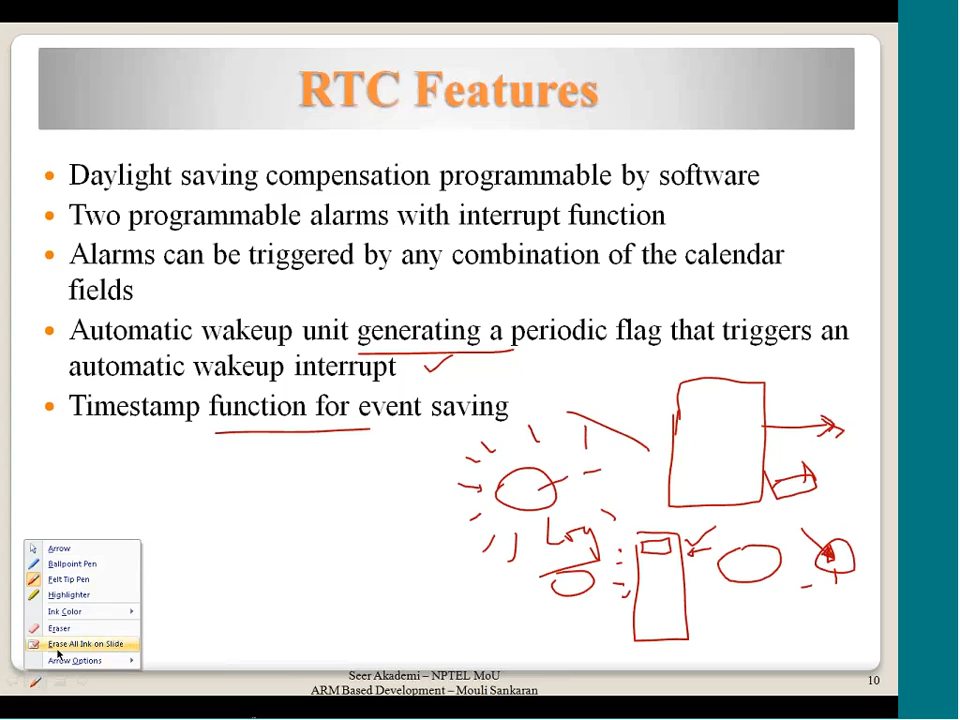 RTC Features
• Daylight saving compensation programmable by software
• Two programmable alarms with interrupt function
• Alarms can be triggered by any combination of the calendar
fields
• Automatic wakeup unit generating a periodic flag that triggers an
automatic wakeup interrupt
• Timestamp function for event saving
Log
Arrow
Ballpoint Pen
Felt Tip Pen
Highlighter
Ink Color
Eraser
Erase All Ink on Slide
Arrow Options
Seer Akademi – NPTEL MoU
ARM Based Development – Mouli Sankaran
10